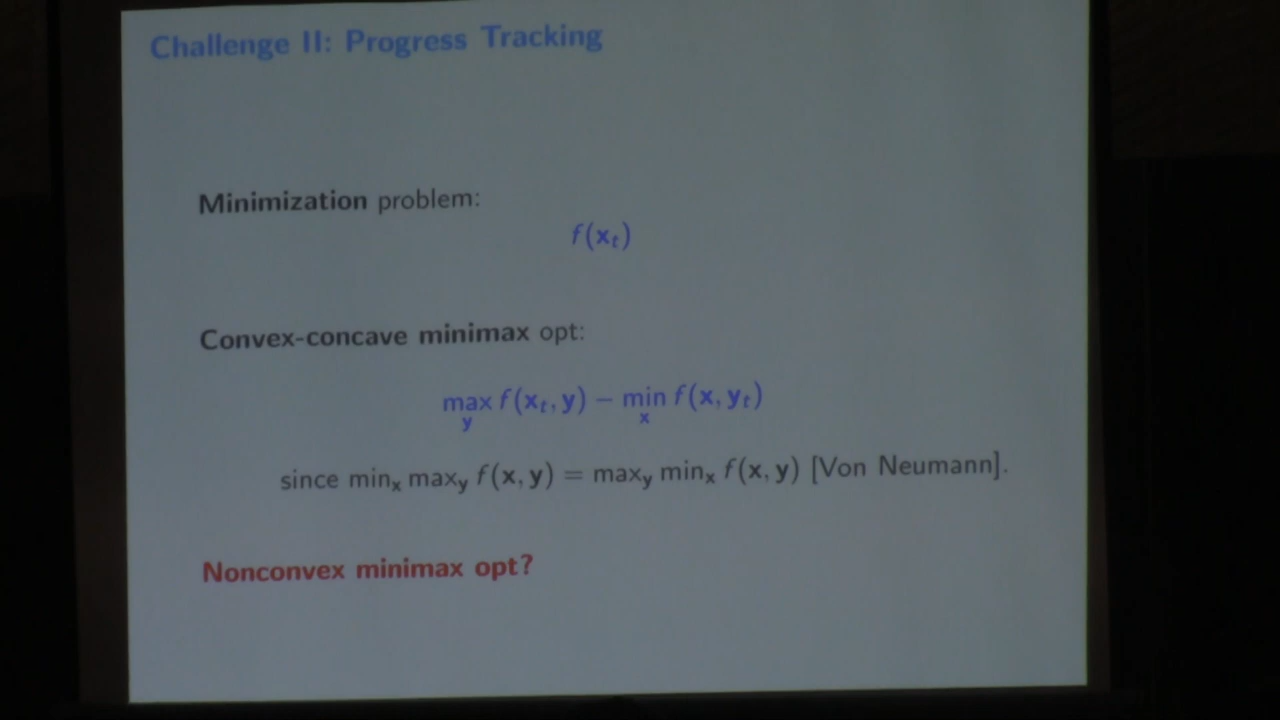 Challenge II: Progress Tracking
Minimization problem:
f(x_t)
Convex-concave minimax opt:
max_y f(x_t, y) − min_x f(x, y_t)
since min_x max_y f(x, y) = max_y min_x f(x, y) [Von Neumann].
Nonconvex minimax opt?